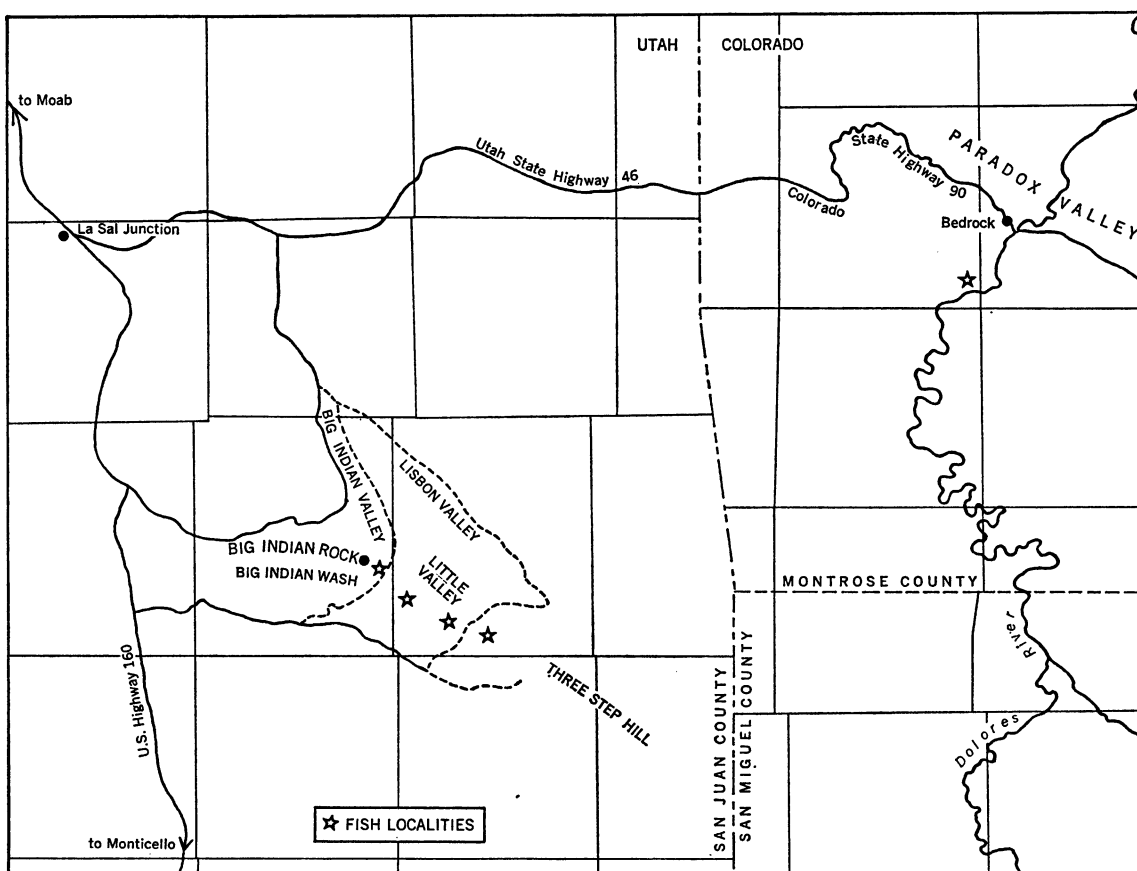 UTAH
COLORADO
to Moab
Utah State Highway 46
Colorado
State Highway 90
PARADOX VALLEY
La Sal Junction
Bedrock
BIG INDIAN VALLEY
LISBON VALLEY
BIG INDIAN ROCK
BIG INDIAN WASH
LITTLE
VALLEY
MONTROSE COUNTY
River
Dolores
U.S. Highway 160
THREE STEP HILL
SAN JUAN COUNTY
SAN MIGUEL COUNTY
FISH LOCALITIES
to Monticello